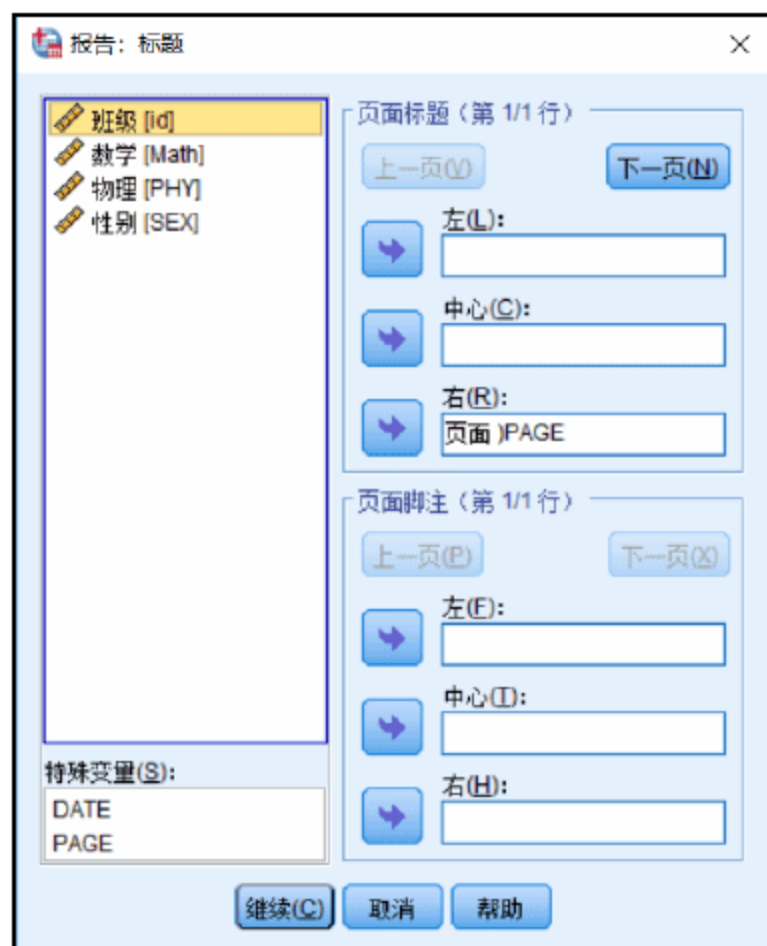 报告：标题
班级 [id]
数学 [Math]
物理 [PHY]
性别 [SEX]
特殊变量(S)：
DATE
PAGE
页面标题（第 1/1 行）
上一页(V)
下一页(N)
左(L)：
中心(C)：
右(R)：
页面 )PAGE
页面脚注（第 1/1 行）
上一页(P)
下一页(X)
左(F)：
中心(T)：
右(H)：
继续(C)
取消
帮助